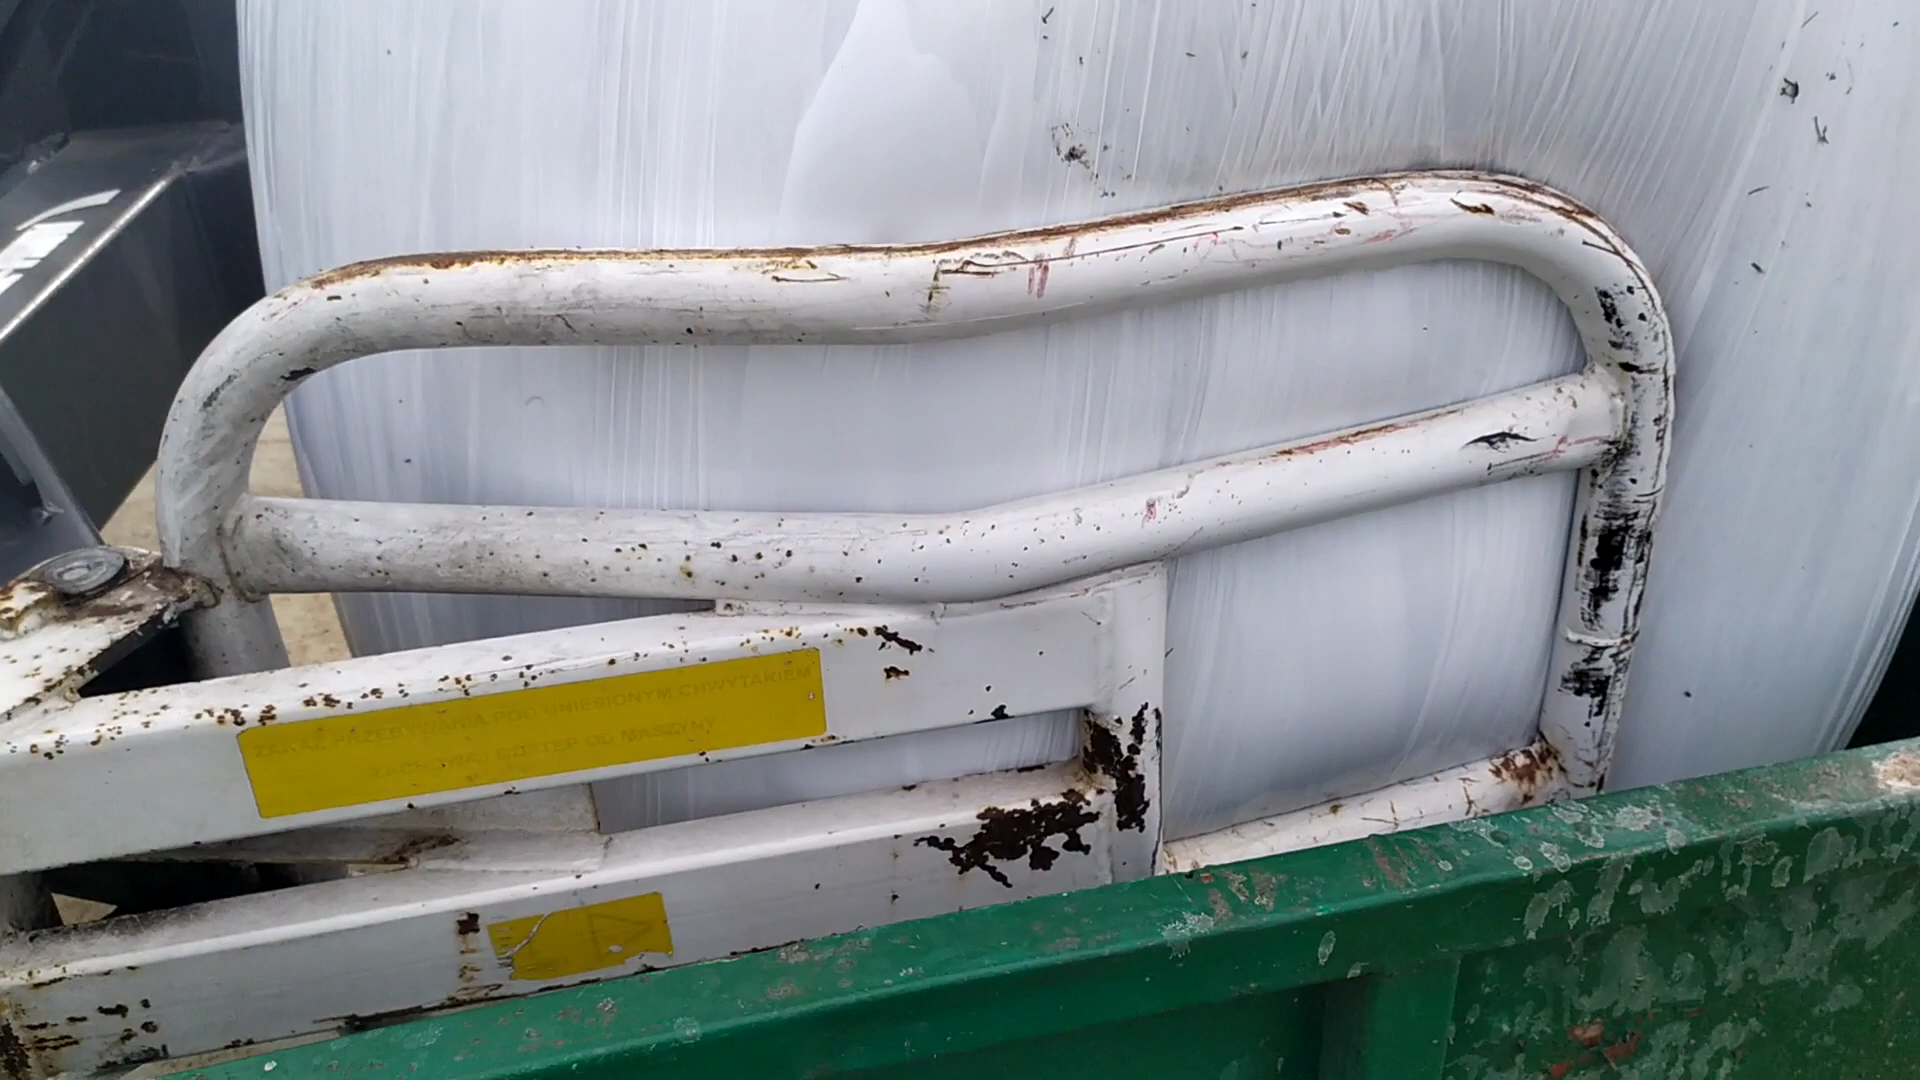 ZAKAZ PRZEBYWANIA POD UNIESIONYM CHWYTAKIEM
ZACHOWAJ ODSTĘP OD MASZYNY